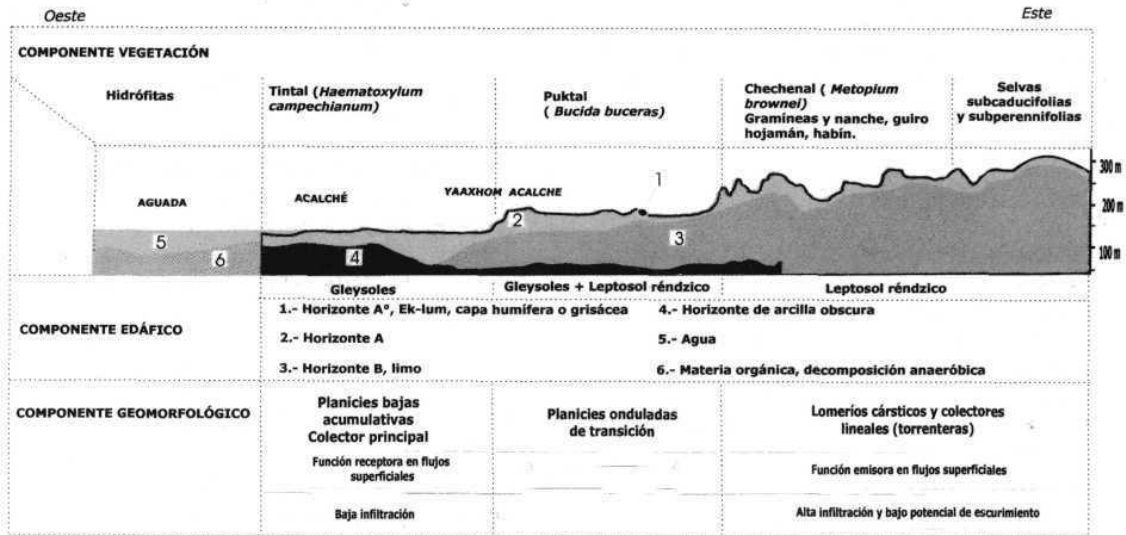 Oeste
Este
COMPONENTE VEGETACIÓN
Hidrófitas
Tintal (Haematoxylum
campechianum)
Puktal
( Bucida buceras)
Chechenal ( Metopium
brownei)
Gramíneas y nanche, guiro
hojamán, habín.
Selvas
subcaducifolias
y subperennifolias
AGUADA
ACALCHÉ
YAAXHOM ACALCHE
1
2
3
4
5
6
300 m
200 m
100 m
Gleysoles
Gleysoles + Leptosol réndzico
Leptosol réndzico
COMPONENTE EDÁFICO
1.- Horizonte A°, Ek-lum, capa humífera o grisácea
2.- Horizonte A
3.- Horizonte B, limo
4.- Horizonte de arcilla obscura
5.- Agua
6.- Materia orgánica, decomposición anaeróbica
COMPONENTE GEOMORFOLÓGICO
Planicies bajas
acumulativas
Colector principal
Planicies onduladas
de transición
Lomeríos cársticos y colectores
lineales (torrenteras)
Función receptora en flujos
superficiales
Función emisora en flujos superficiales
Baja infiltración
Alta infiltración y bajo potencial de escurimiento